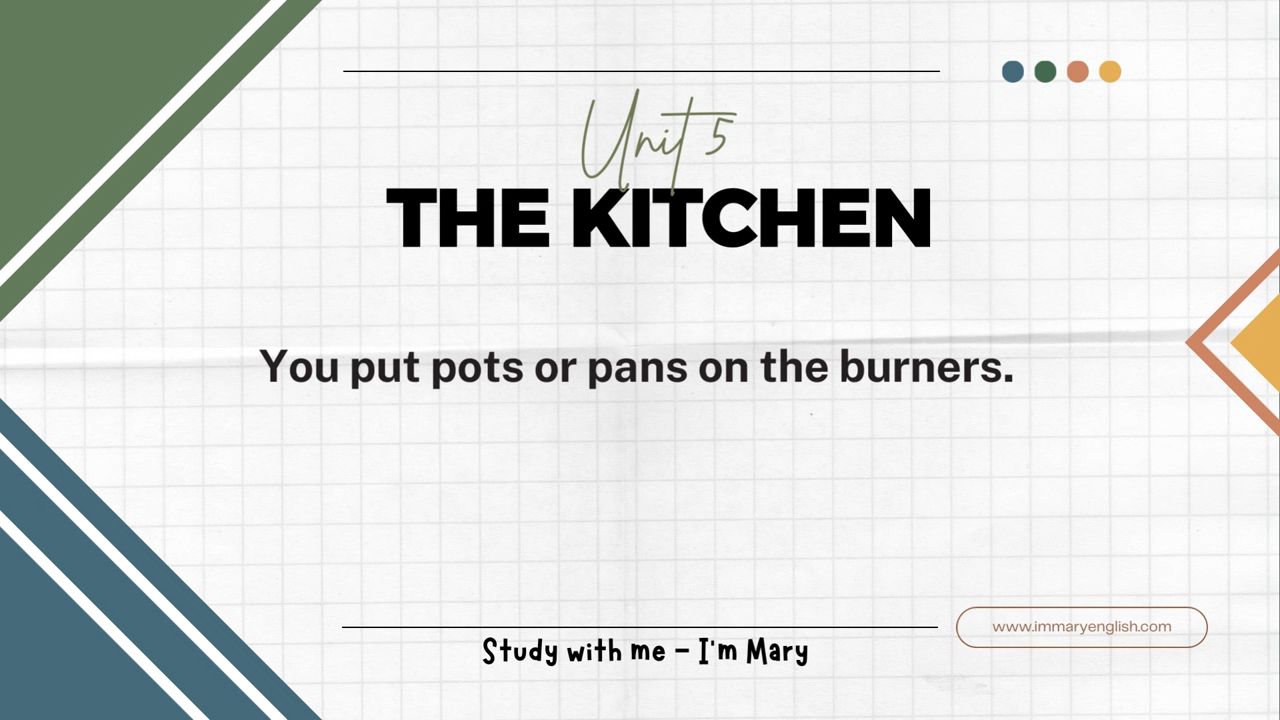 Unit 5
THE KITCHEN
You put pots or pans on the burners.
www.immaryenglish.com
Study with me - I'm Mary